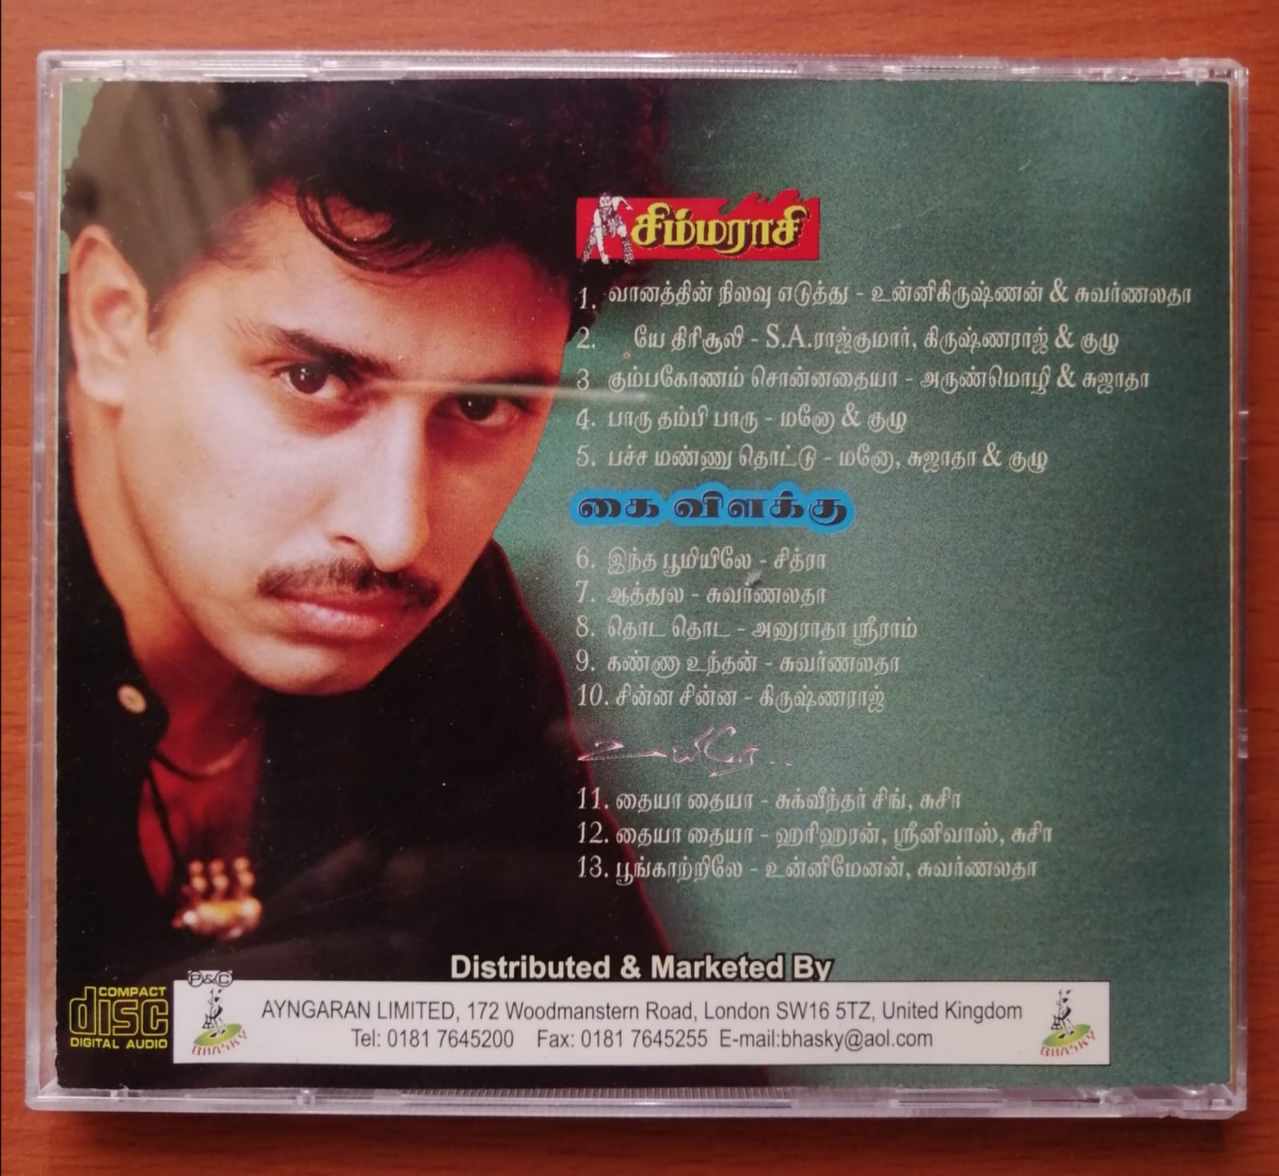 சிம்மராசி
1. வானத்தின் நிலவு எடுத்து - உன்னிகிருஷ்ணன் & சுவர்ணலதா
2. யே திரிசூலி - S.A.ராஜ்குமார், கிருஷ்ணராஜ் & குழு
3 கும்பகோணம் சொன்னதையா - அருண்மொழி & சுஜாதா
4. பாரு தம்பி பாரு - மனோ & குழு
5. பச்ச மண்ணு தொட்டு - மனோ, சுஜாதா & குழு
கை விளக்கு
6. இந்த பூமியிலே - சித்ரா
7. ஆத்துல - சுவர்ணலதா
8. தொட தொட - அனுராதா ஸ்ரீராம்
9. கண்ணு உந்தன் - சுவர்ணலதா
10. சின்ன சின்ன - கிருஷ்ணராஜ்
உயிரே..
11. தையா தையா - சுக்வீந்தர் சிங், சுசிர
12. தையா தையா - ஹரிஹரன், ஸ்ரீனிவாஸ், சுசிர
13. பூங்காற்றிலே - உன்னிமேனன், சுவர்ணலதா
Distributed & Marketed By
P&C
AYNGARAN LIMITED, 172 Woodmanstern Road, London SW16 5TZ, United Kingdom
Tel: 0181 7645200 Fax: 0181 7645255 E-mail:bhasky@aol.com
BHASKY
BHASKY
COMPACT
disc
DIGITAL AUDIO